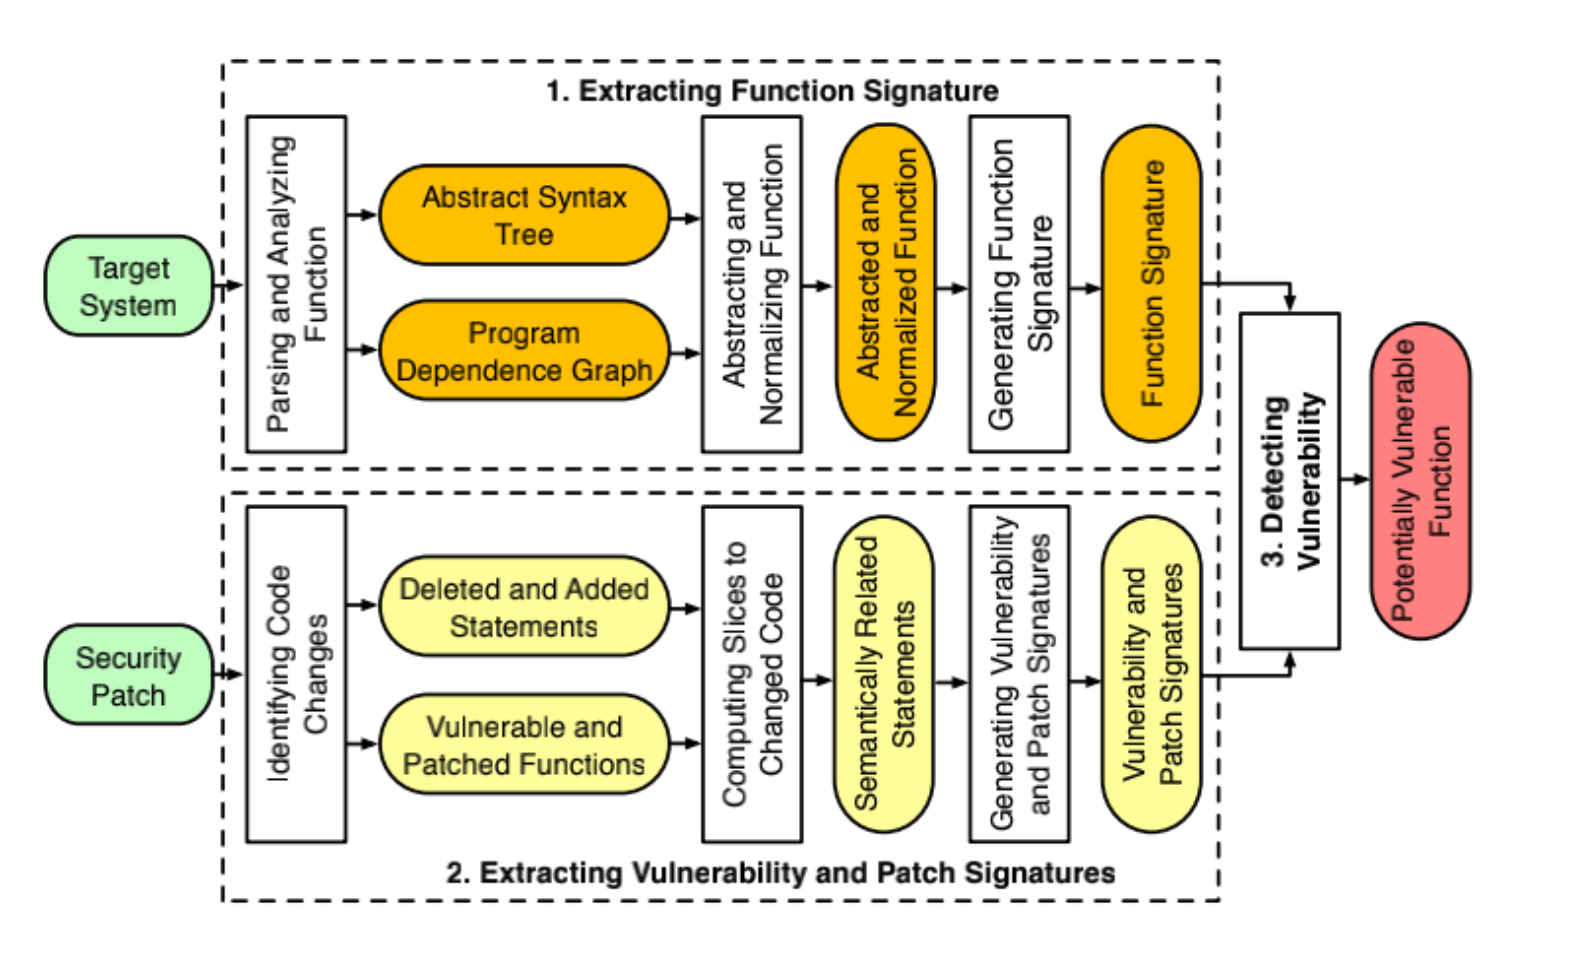 1. Extracting Function Signature
Target
System
Parsing and Analyzing
Function
Abstract Syntax
Tree
Program
Dependence Graph
Abstracting and
Normalizing Function
Abstracted and
Normalized Function
Generating Function
Signature
Function Signature
Security
Patch
Identifying Code
Changes
Deleted and Added
Statements
Vulnerable and
Patched Functions
Computing Slices to
Changed Code
Semantically Related
Statements
Generating Vulnerability
and Patch Signatures
Vulnerability and
Patch Signatures
2. Extracting Vulnerability and Patch Signatures
3. Detecting
Vulnerability
Potentially Vulnerable
Function